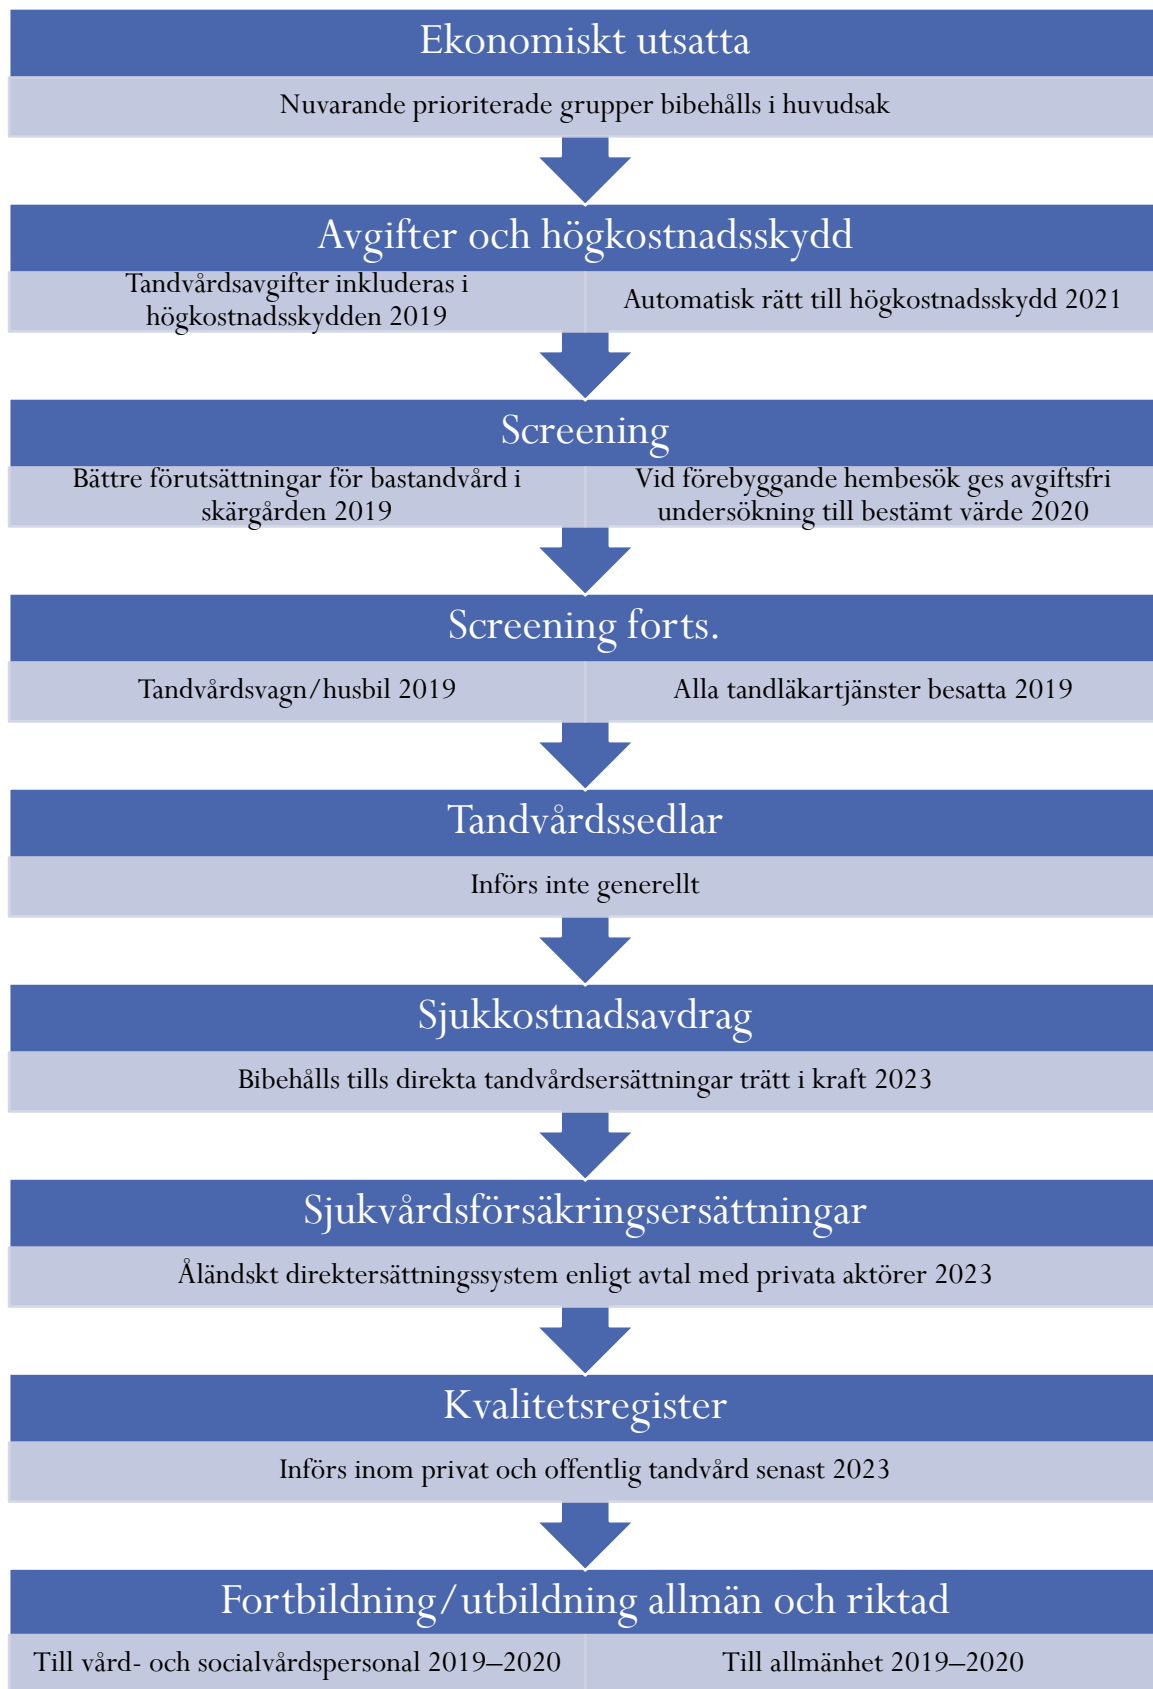 Ekonomiskt utsatta
Nuvarande prioriterade grupper bibehålls i huvudsak
Avgifter och högkostnadsskydd
Tandvårdsavgifter inkluderas i
högkostnadsskydden 2019
Automatisk rätt till högkostnadsskydd 2021
Screening
Bättre förutsättningar för bastandvård i
skärgården 2019
Vid förebyggande hembesök ges avgiftsfri
undersökning till bestämt värde 2020
Screening forts.
Tandvårdsvagn/husbil 2019
Alla tandläkartjänster besatta 2019
Tandvårdssedlar
Införs inte generellt
Sjukkostnadsavdrag
Bibehålls tills direkta tandvårdsersättningar trätt i kraft 2023
Sjukvårdsförsäkringsersättningar
Åländskt direktersättningssystem enligt avtal med privata aktörer 2023
Kvalitetsregister
Införs inom privat och offentlig tandvård senast 2023
Fortbildning/utbildning allmän och riktad
Till vård- och socialvårdspersonal 2019–2020
Till allmänhet 2019–2020